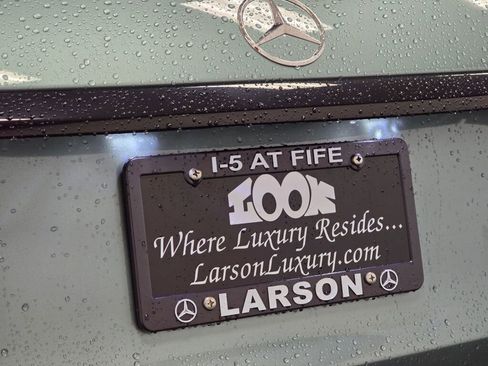 I-5 AT FIFE
LOOK
Where Luxury Resides...
LarsonLuxury.com
LARSON